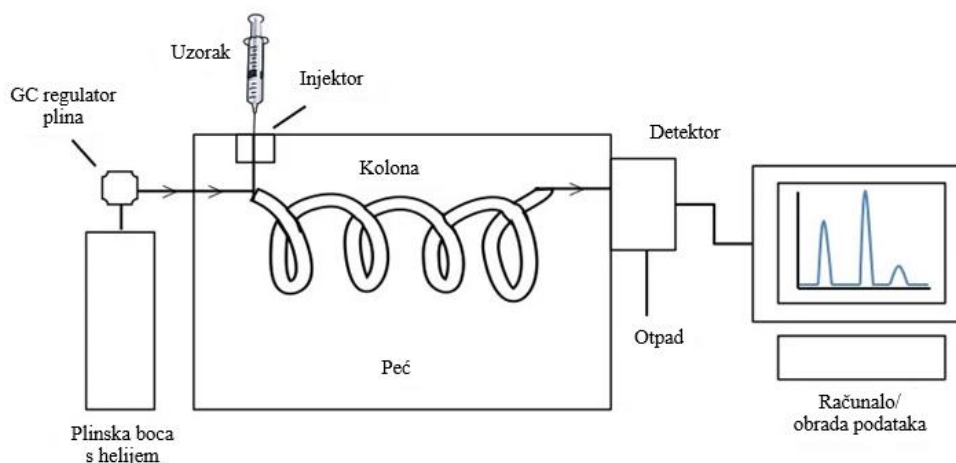 Uzorak
Injektor
GC regulator
plina
Kolona
Detektor
Peć
Otpad
Plinska boca
s helijem
Računalo/
obrada podataka